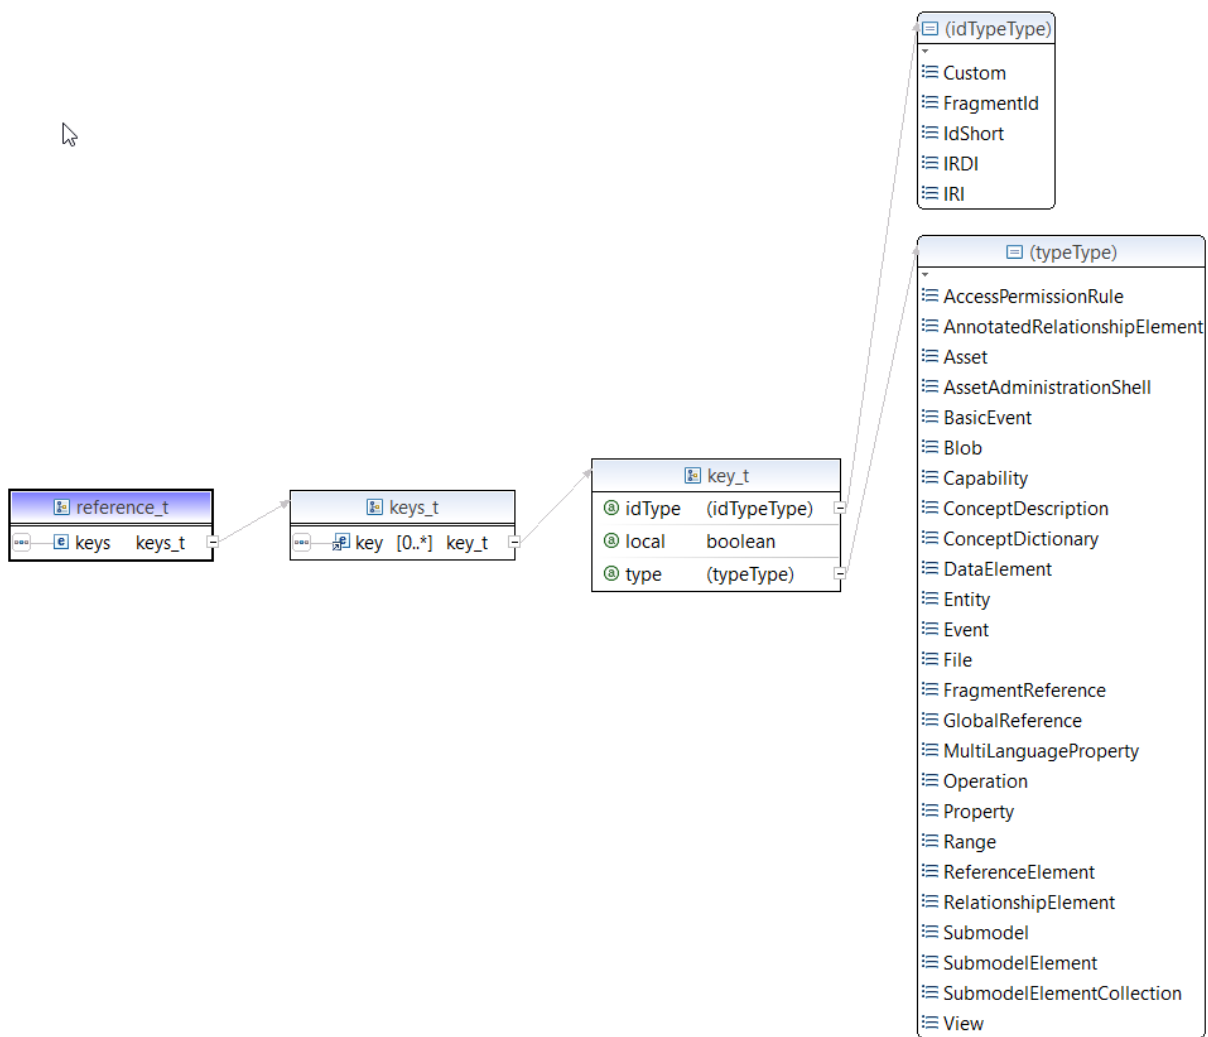 (idTypeType)
Custom
FragmentId
IdShort
IRDI
IRI
(typeType)
AccessPermissionRule
AnnotatedRelationshipElement
Asset
AssetAdministrationShell
BasicEvent
Blob
Capability
ConceptDescription
ConceptDictionary
DataElement
Entity
Event
File
FragmentReference
GlobalReference
MultiLanguageProperty
Operation
Property
Range
ReferenceElement
RelationshipElement
Submodel
SubmodelElement
SubmodelElementCollection
View
reference_t
e keys keys_t
keys_t
e key [0..*] key_t
key_t
a idType (idTypeType)
a local boolean
a type (typeType)